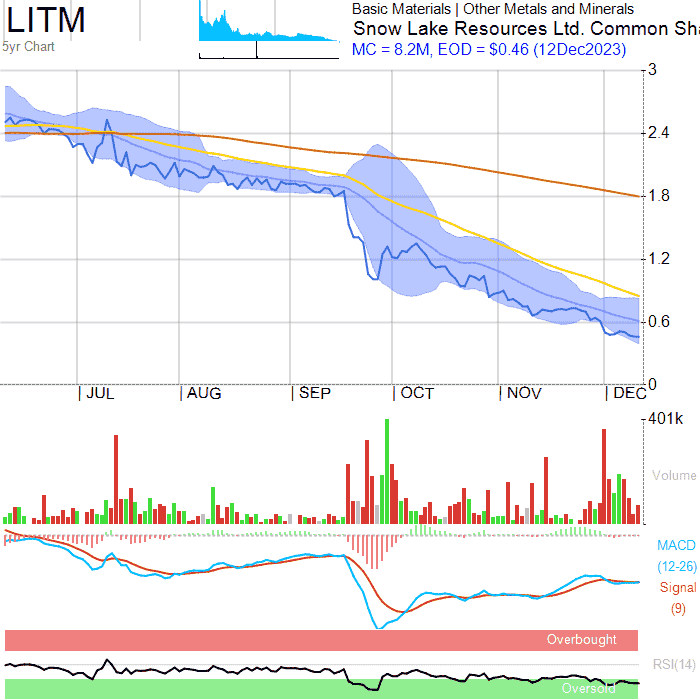 LITM
5yr Chart
Basic Materials | Other Metals and Minerals
Snow Lake Resources Ltd. Common Sha
MC = 8.2M, EOD = $0.46 (12Dec2023)
3
2.4
1.8
1.2
0.6
0
| JUL
| AUG
| SEP
| OCT
| NOV
| DEC
401k
Volume
MACD
(12-26)
Signal
(9)
Overbought
RSI(14)
Oversold